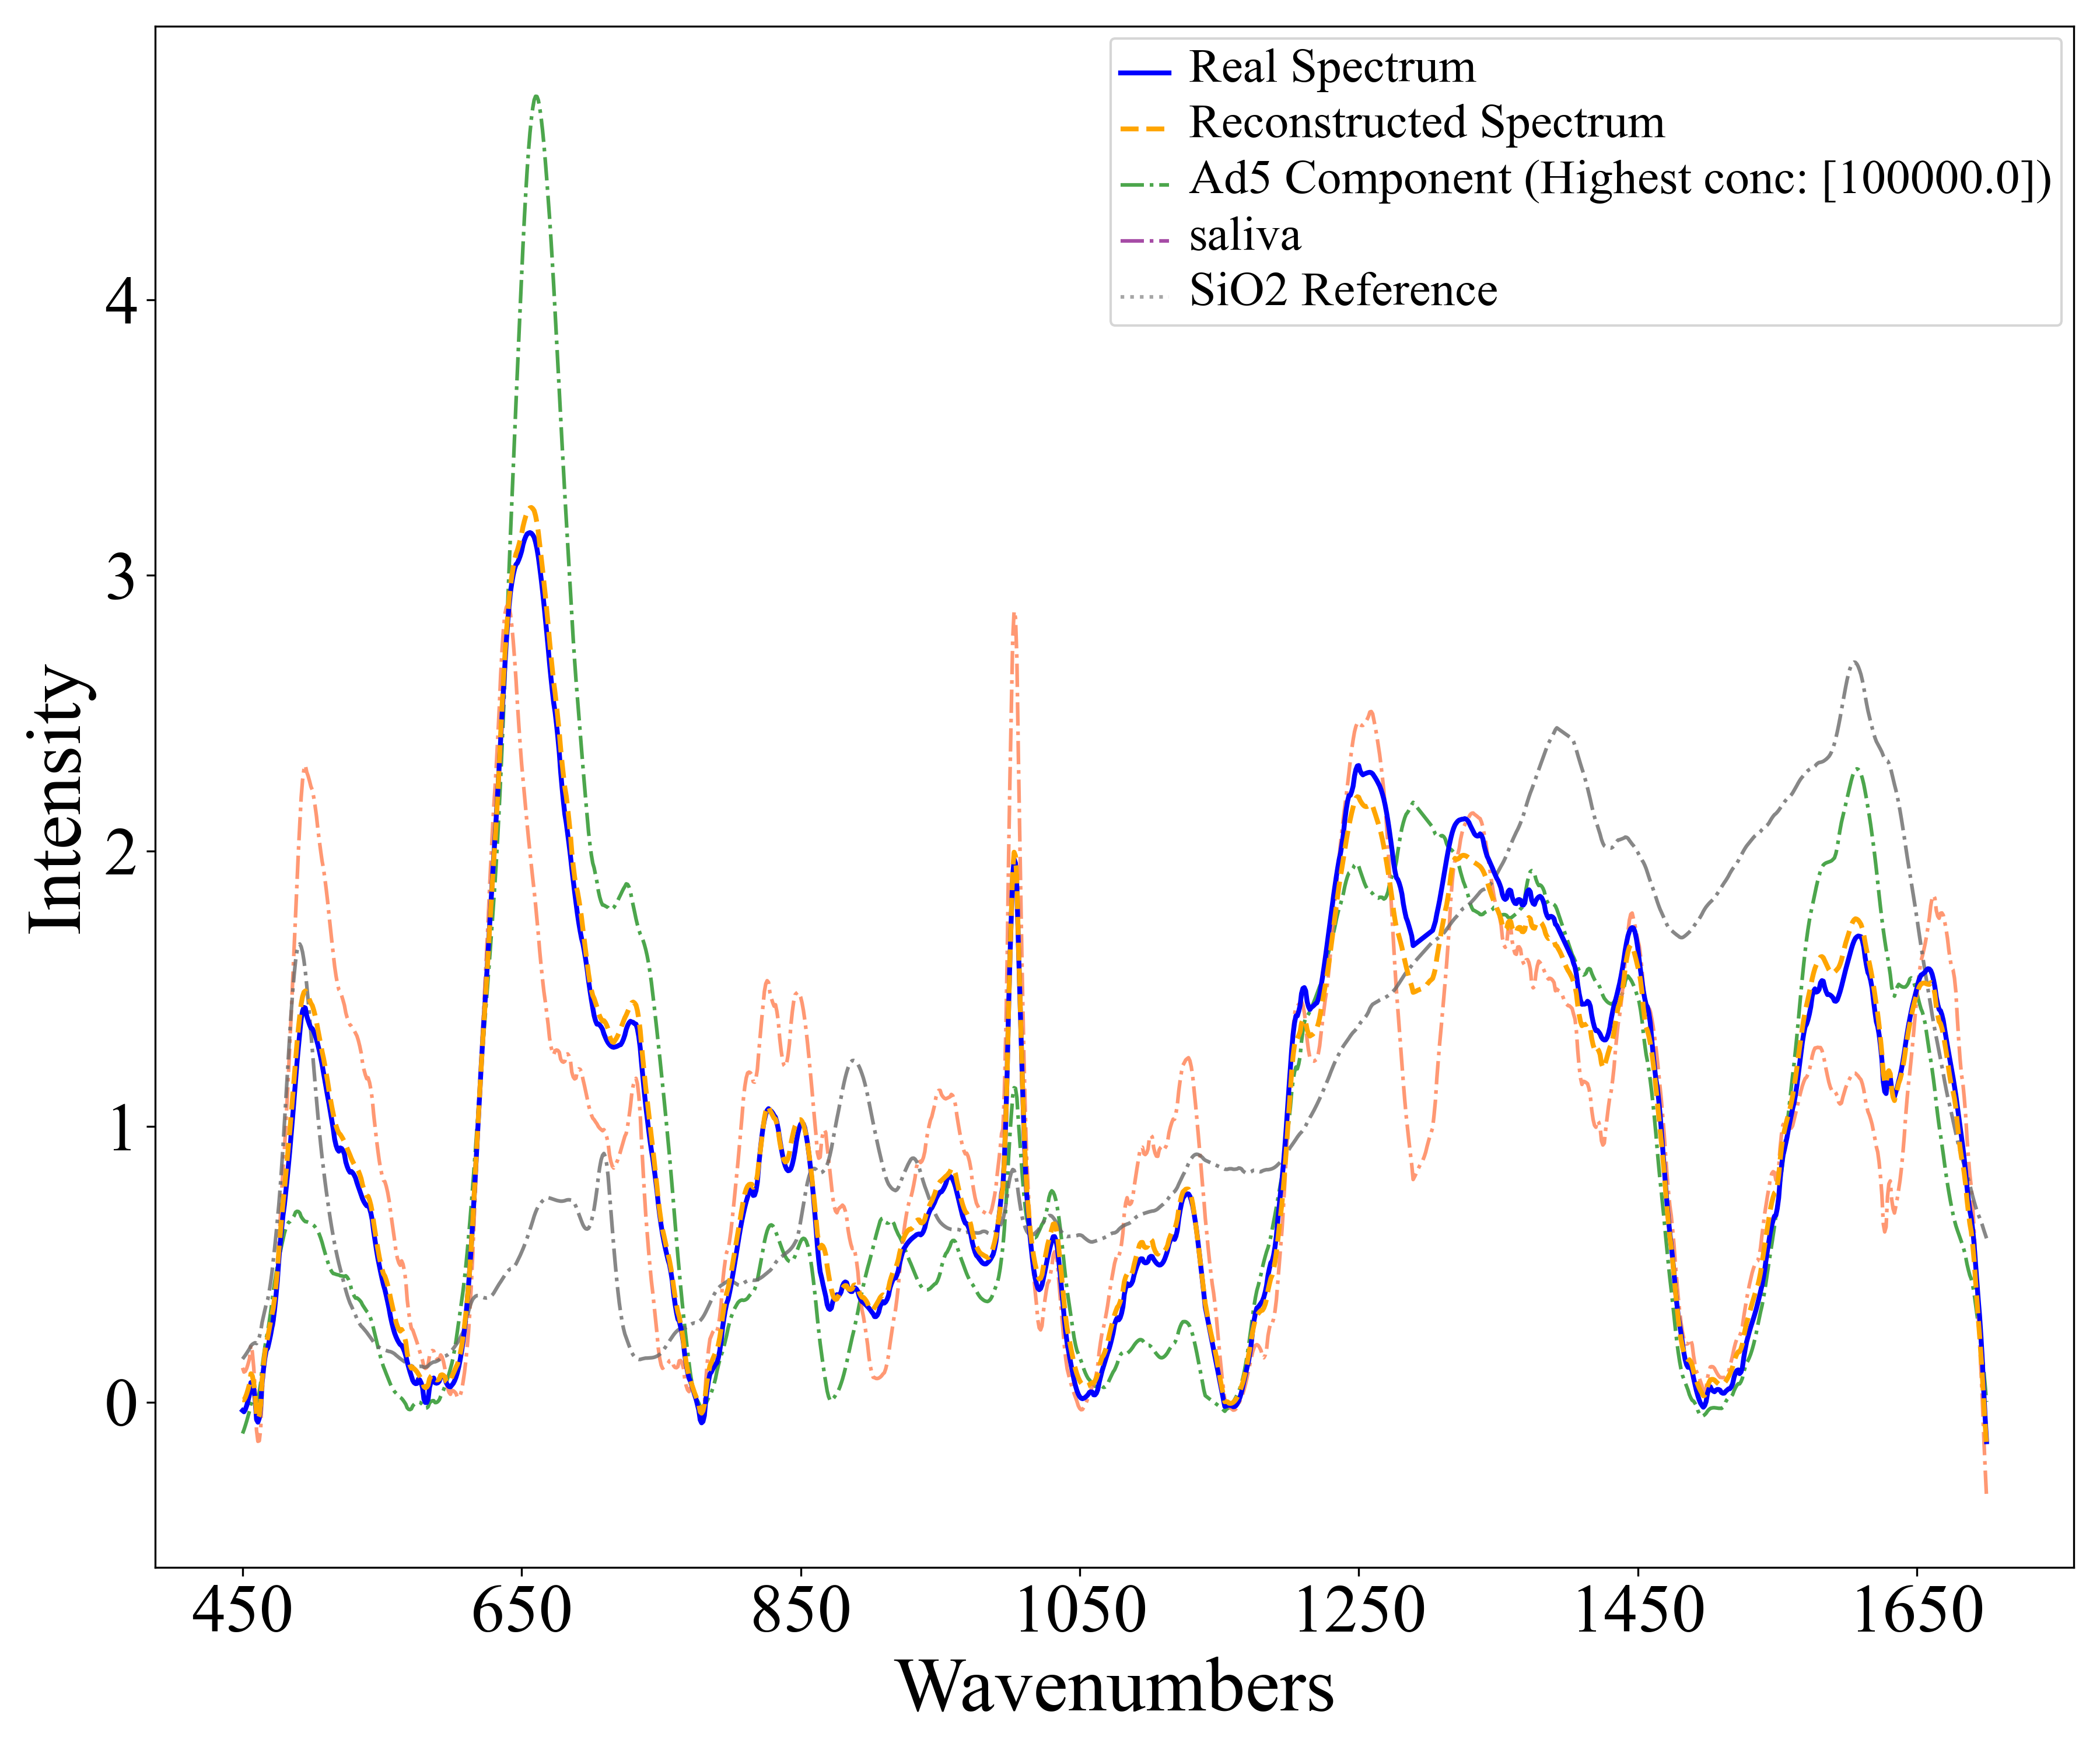 Real Spectrum
Reconstructed Spectrum
Ad5 Component (Highest conc: [100000.0])
saliva
SiO2 Reference
Intensity
4
3
2
1
0
450 650 850 1050 1250 1450 1650
Wavenumbers